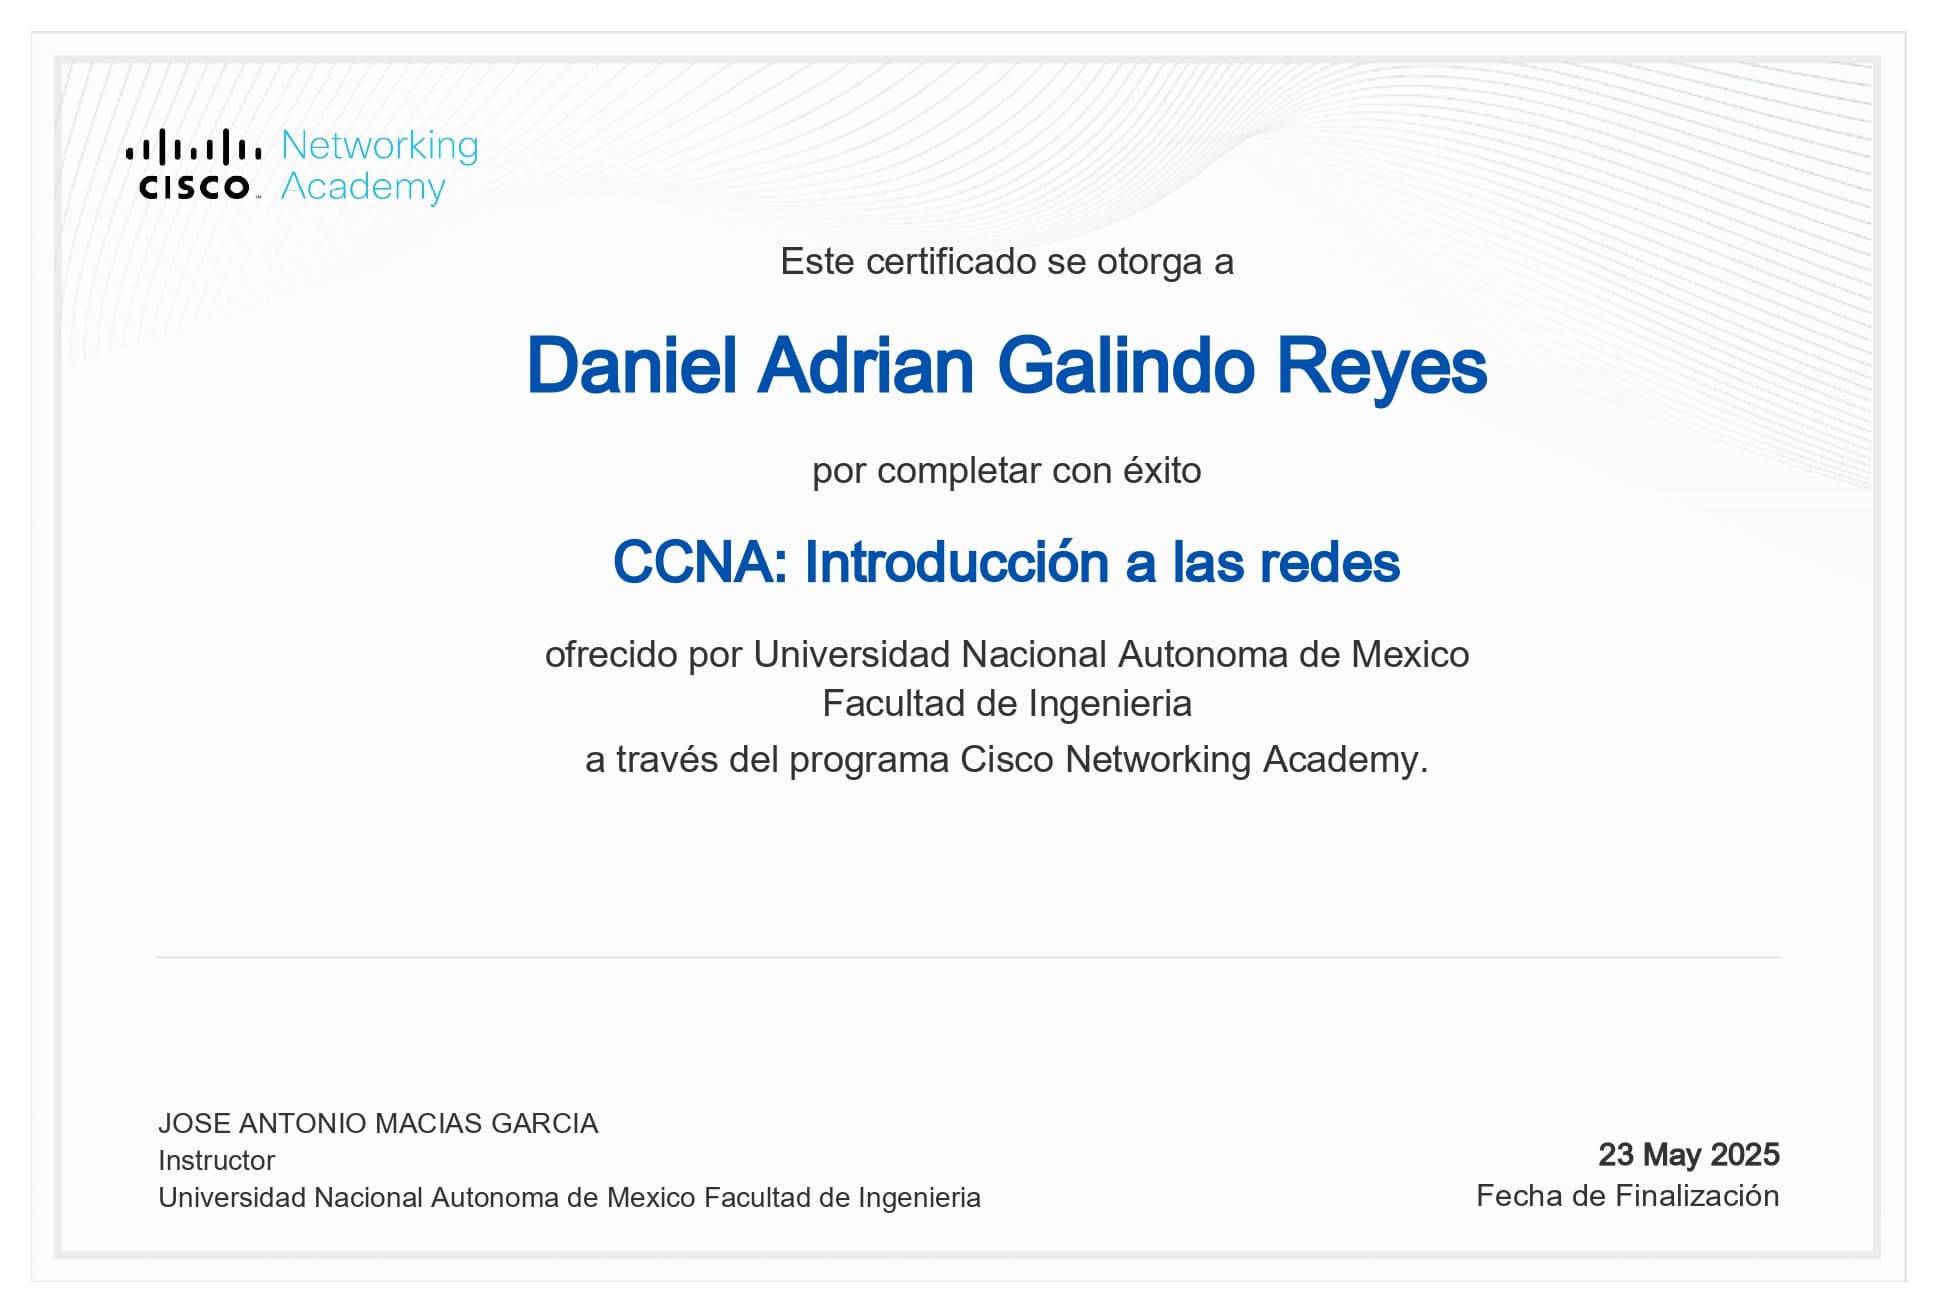 CISCO Networking
Academy
Este certificado se otorga a
Daniel Adrian Galindo Reyes
por completar con éxito
CCNA: Introducción a las redes
ofrecido por Universidad Nacional Autonoma de Mexico
Facultad de Ingenieria
a través del programa Cisco Networking Academy.
JOSE ANTONIO MACIAS GARCIA
Instructor
Universidad Nacional Autonoma de Mexico Facultad de Ingenieria
23 May 2025
Fecha de Finalización